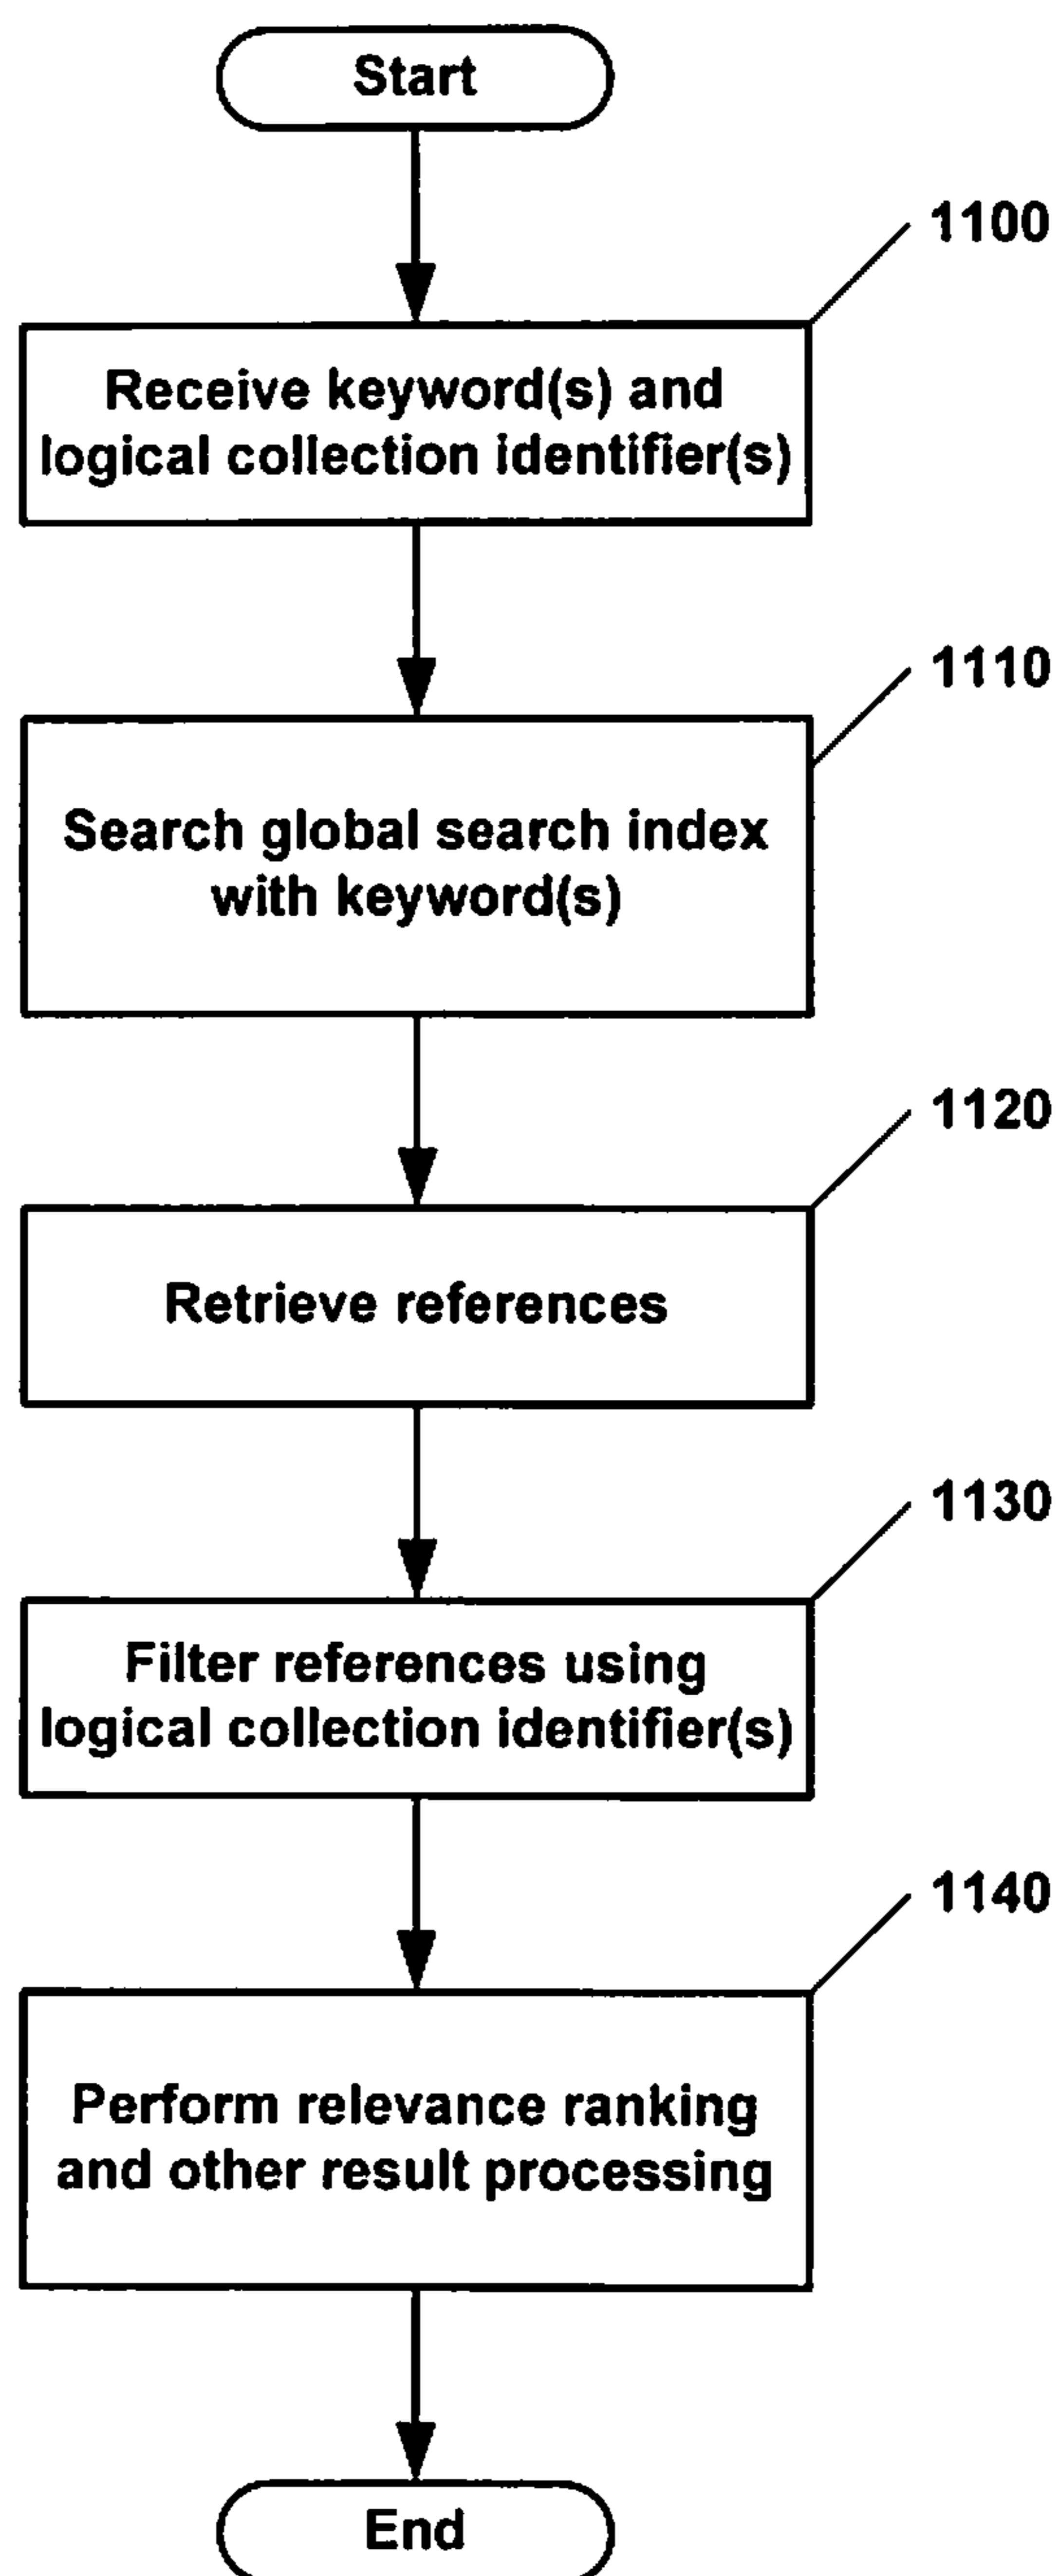 Start
1100
Receive keyword(s) and
logical collection identifier(s)
1110
Search global search index
with keyword(s)
1120
Retrieve references
1130
Filter references using
logical collection identifier(s)
1140
Perform relevance ranking
and other result processing
End